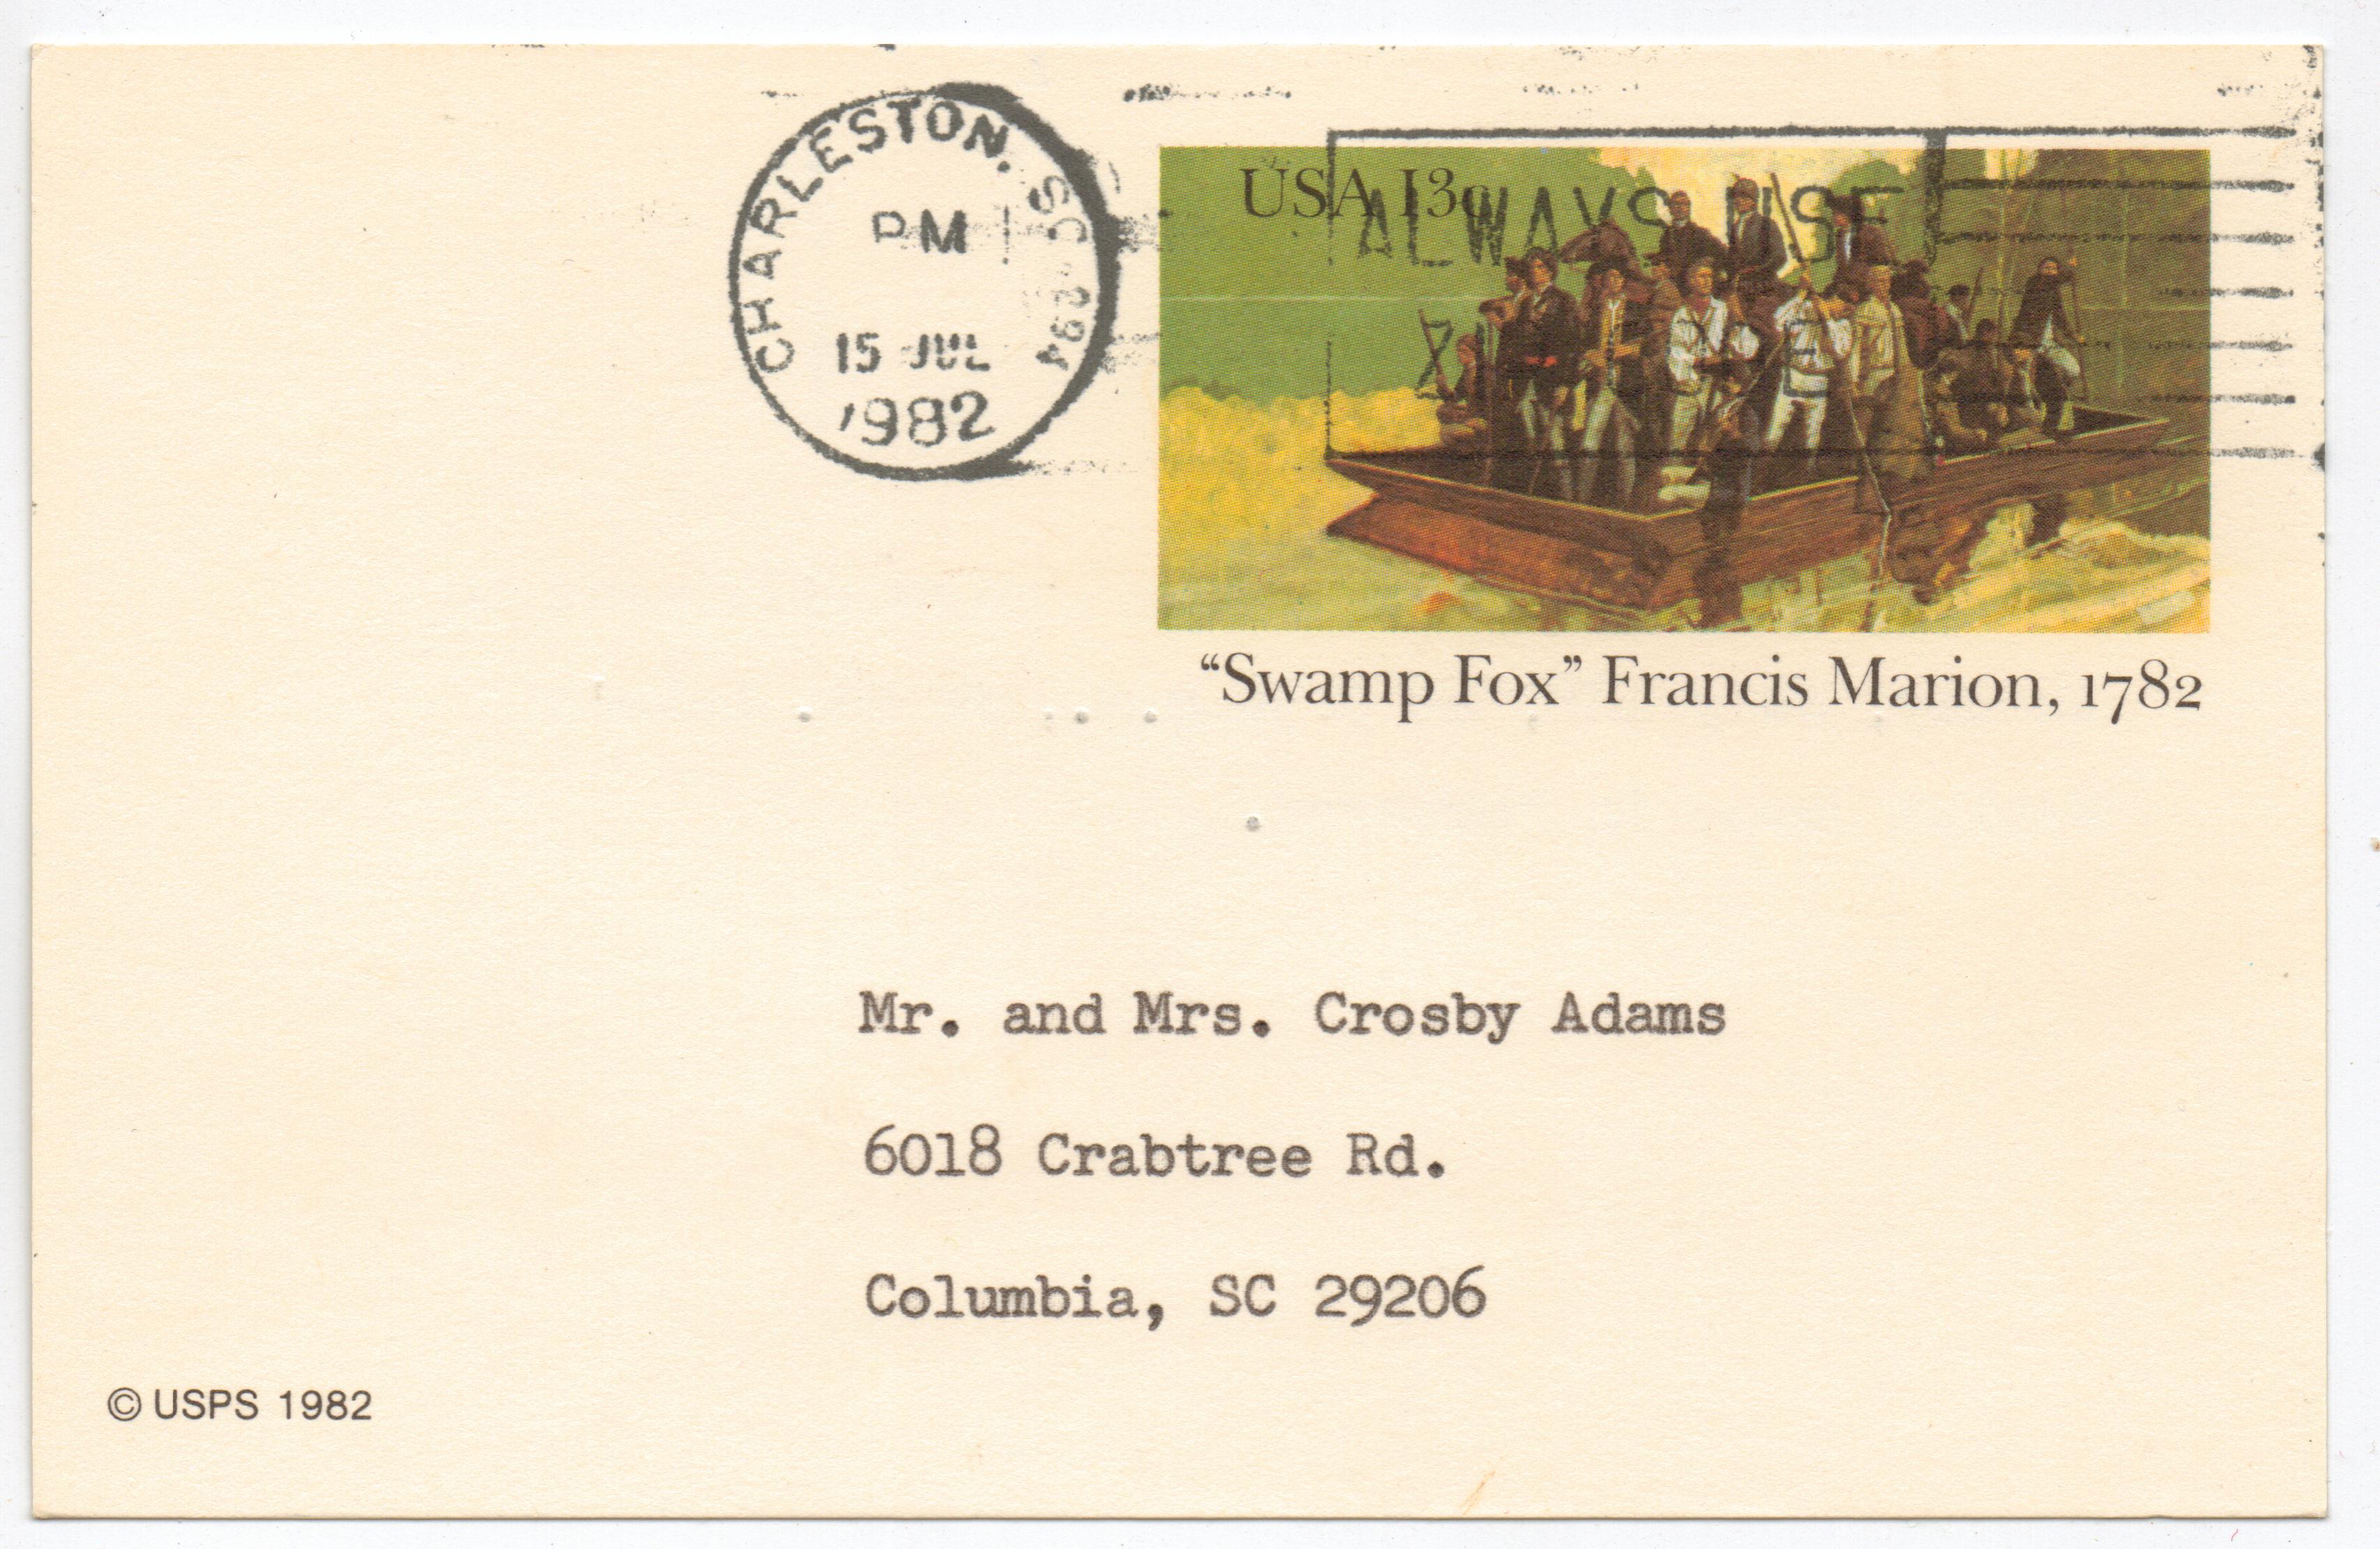 CHARLESTON, SC 294
PM
15 JUL
1982
USA 13c
ALWAYS USE
"Swamp Fox" Francis Marion, 1782
Mr. and Mrs. Crosby Adams
6018 Crabtree Rd.
Columbia, SC 29206
© USPS 1982